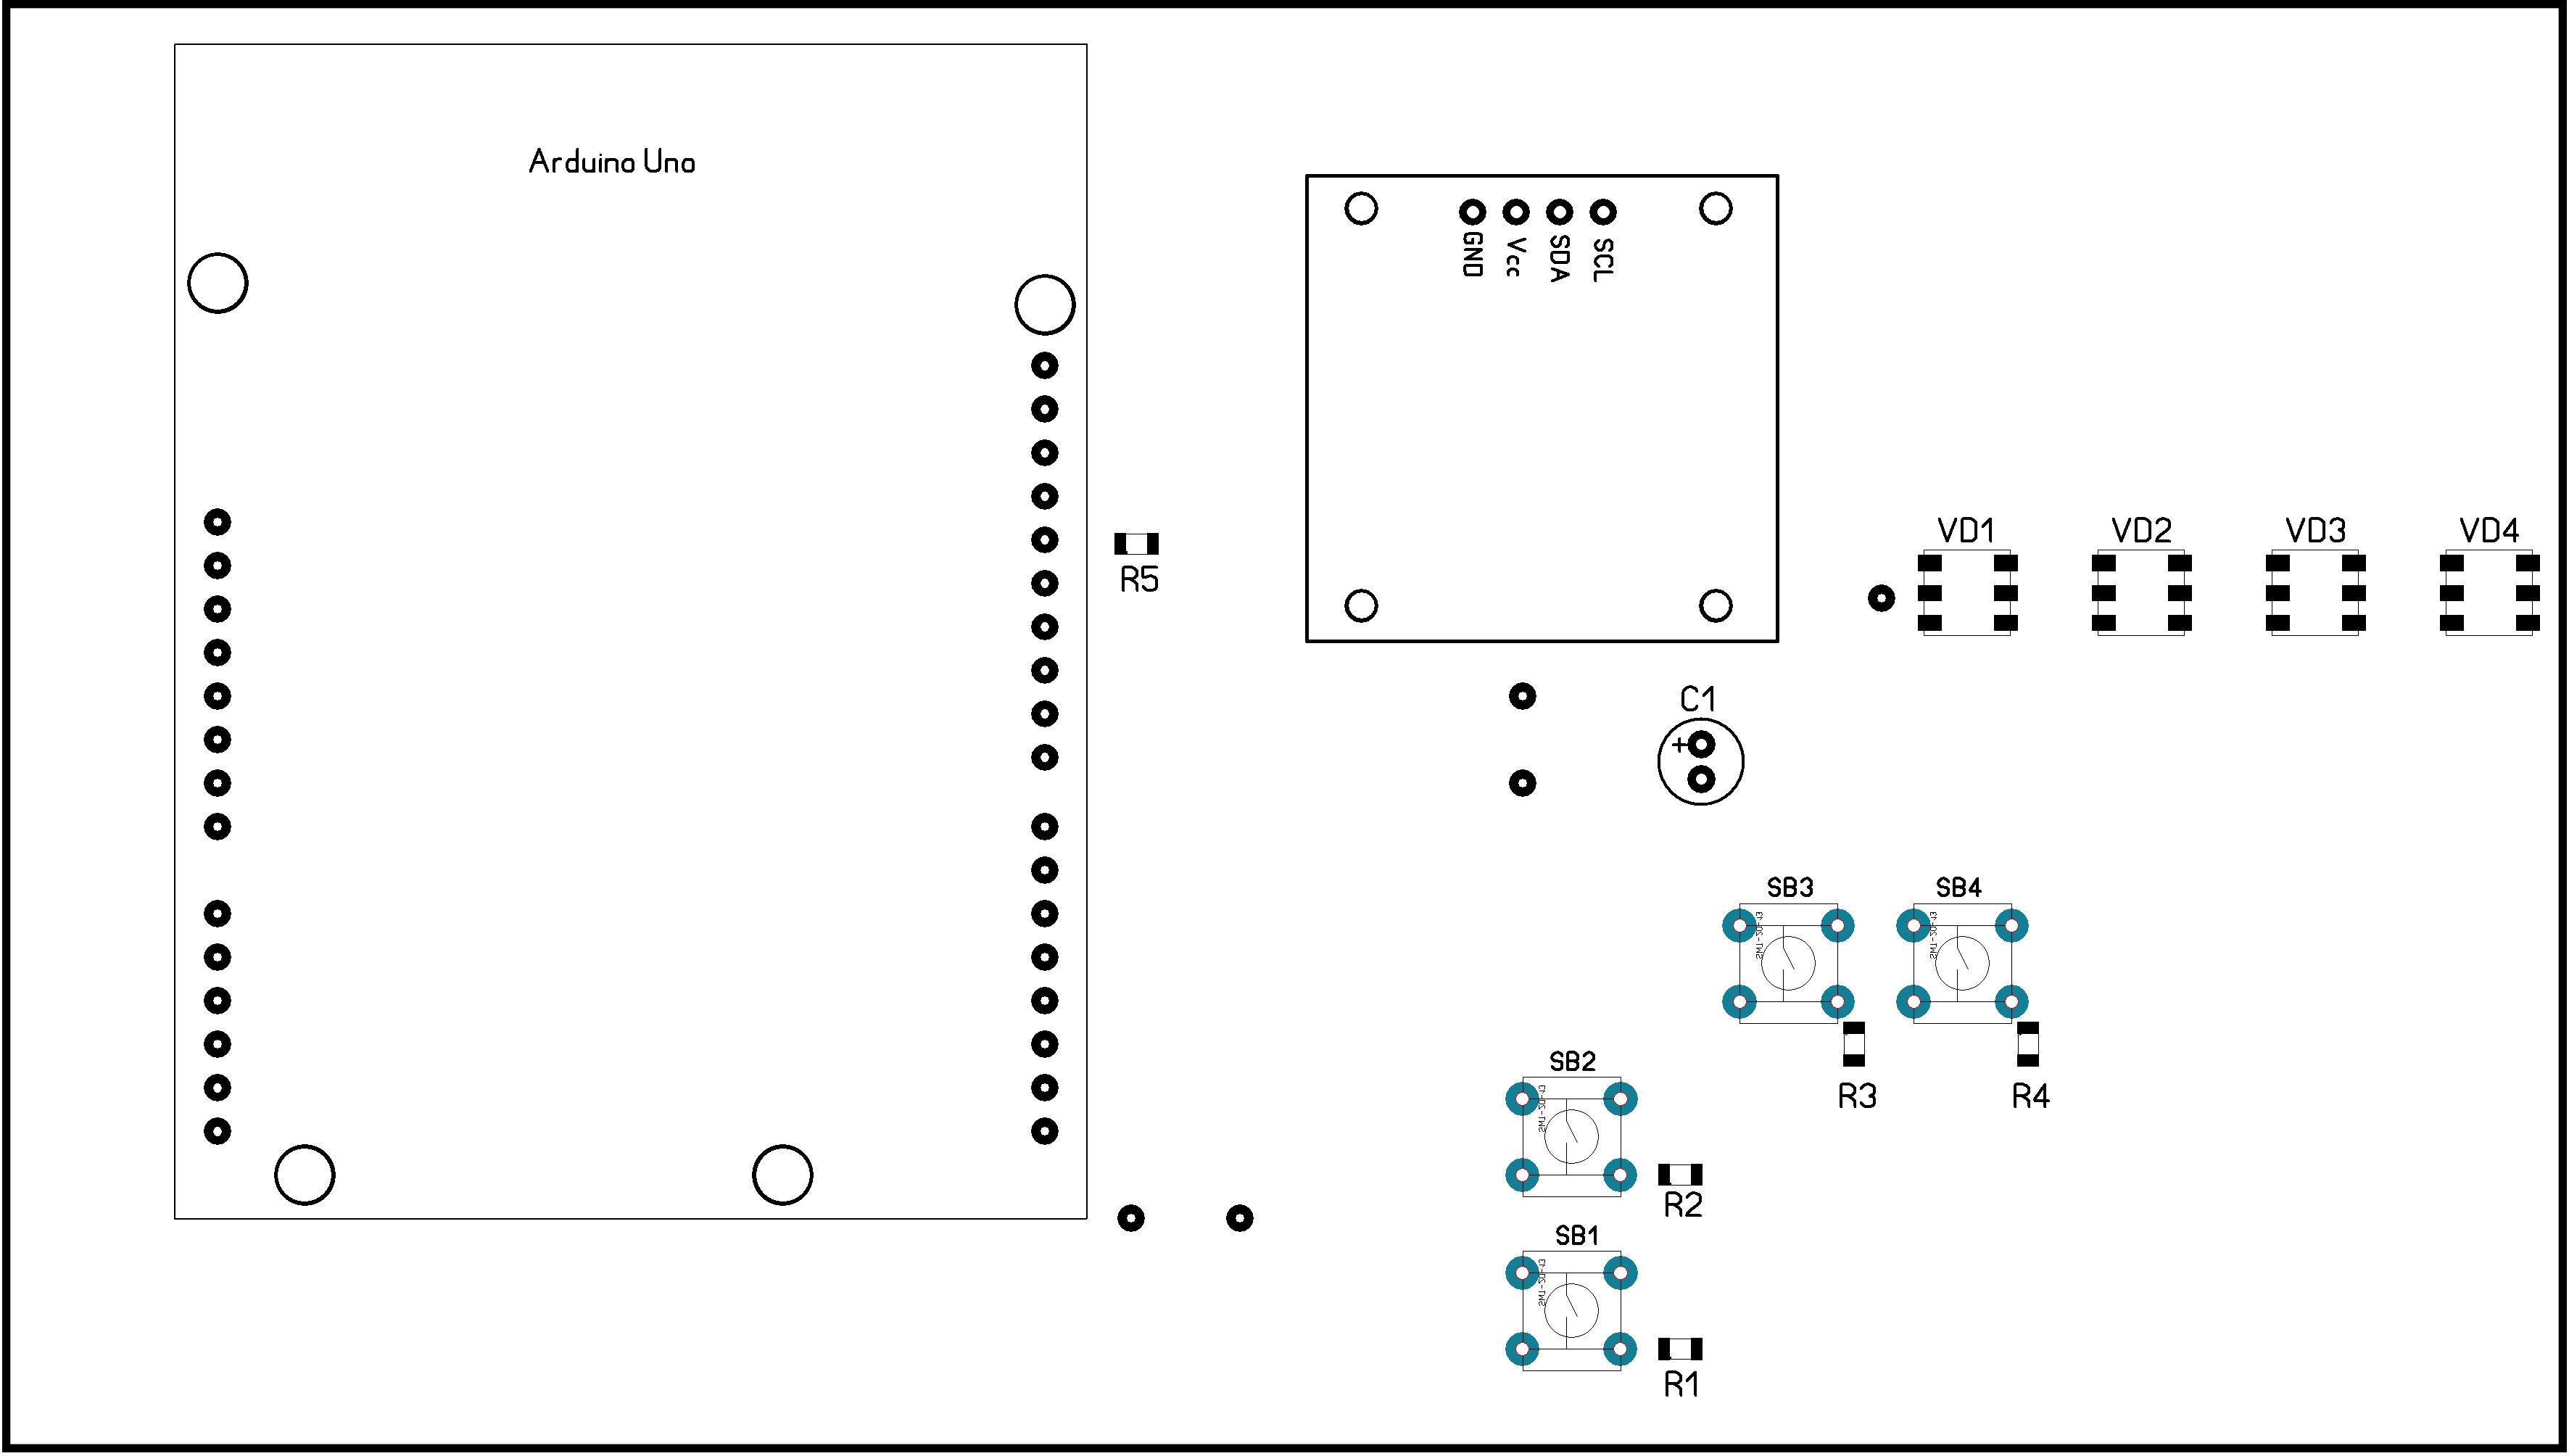 Arduino Uno
GND
Vcc
SDA
SCL
VD1
VD2
VD3
VD4
R5
C1
SB3
SB4
R3
R4
SB2
R2
SB1
R1